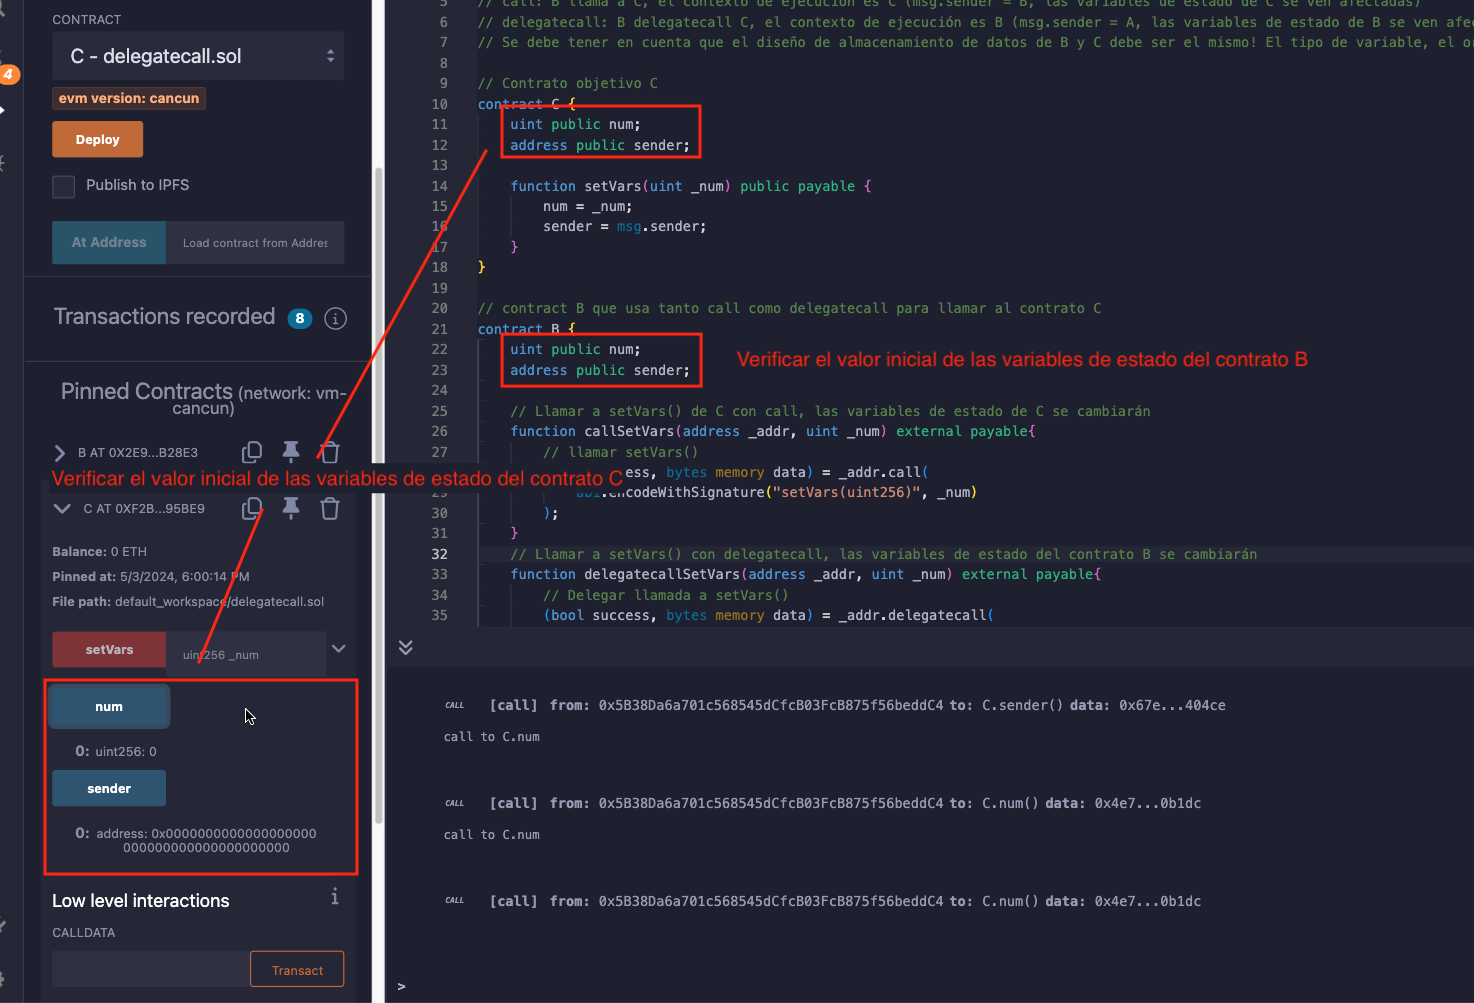 CONTRACT
C - delegatecall.sol
4
evm version: cancun
Deploy
Publish to IPFS
At Address
Load contract from Addres
Transactions recorded 8 i
Pinned Contracts (network: vm-
cancun)
B AT 0X2E9...B28E3
Verificar el valor inicial de las variables de estado del contrato C
C AT 0XF2B...95BE9
Balance: 0 ETH
Pinned at: 5/3/2024, 6:00:14 PM
File path: default_workspace/delegatecall.sol
setVars uint256 _num
num
0: uint256: 0
sender
0: address: 0x0000000000000000000
000000000000000000000
Low level interactions i
CALLDATA
Transact
5 // call: B llama a C, el contexto de ejecución es C (msg.sender = B, las variables de estado de C se ven afectadas)
6 // delegatecall: B delegatecall C, el contexto de ejecución es B (msg.sender = A, las variables de estado de B se ven afec
7 // Se debe tener en cuenta que el diseño de almacenamiento de datos de B y C debe ser el mismo! El tipo de variable, el or
8
9 // Contrato objetivo C
10 contract C {
11 uint public num;
12 address public sender;
13
14 function setVars(uint _num) public payable {
15 num = _num;
16 sender = msg.sender;
17 }
18 }
19
20 // contract B que usa tanto call como delegatecall para llamar al contrato C
21 contract B {
22 uint public num;
23 address public sender;
Verificar el valor inicial de las variables de estado del contrato B
24
25 // Llamar a setVars() de C con call, las variables de estado de C se cambiarán
26 function callSetVars(address _addr, uint _num) external payable{
27 // llamar setVars()
ess, bytes memory data) = _addr.call(
29 abi.encodeWithSignature("setVars(uint256)", _num)
30 );
31 }
32 // Llamar a setVars() con delegatecall, las variables de estado del contrato B se cambiarán
33 function delegatecallSetVars(address _addr, uint _num) external payable{
34 // Delegar llamada a setVars()
35 (bool success, bytes memory data) = _addr.delegatecall(
CALL [call] from: 0x5B38Da6a701c568545dCfcB03FcB875f56beddC4 to: C.sender() data: 0x67e...404ce
call to C.num
CALL [call] from: 0x5B38Da6a701c568545dCfcB03FcB875f56beddC4 to: C.num() data: 0x4e7...0b1dc
call to C.num
CALL [call] from: 0x5B38Da6a701c568545dCfcB03FcB875f56beddC4 to: C.num() data: 0x4e7...0b1dc
>